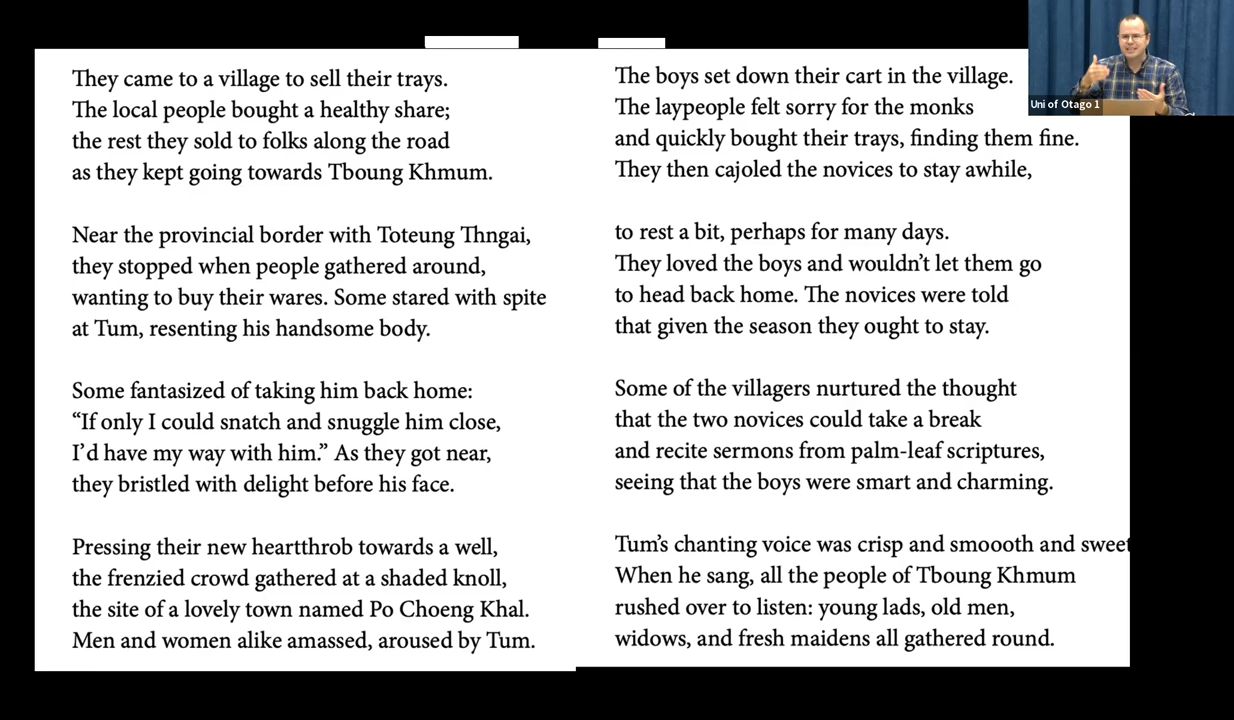 They came to a village to sell their trays.
The local people bought a healthy share;
the rest they sold to folks along the road
as they kept going towards Tboung Khmum.
Near the provincial border with Toteung Thngai,
they stopped when people gathered around,
wanting to buy their wares. Some stared with spite
at Tum, resenting his handsome body.
Some fantasized of taking him back home:
“If only I could snatch and snuggle him close,
I’d have my way with him.” As they got near,
they bristled with delight before his face.
Pressing their new heartthrob towards a well,
the frenzied crowd gathered at a shaded knoll,
the site of a lovely town named Po Choeng Khal.
Men and women alike amassed, aroused by Tum.
The boys set down their cart in the village.
The laypeople felt sorry for the monks
and quickly bought their trays, finding them fine.
They then cajoled the novices to stay awhile,
to rest a bit, perhaps for many days.
They loved the boys and wouldn’t let them go
to head back home. The novices were told
that given the season they ought to stay.
Some of the villagers nurtured the thought
that the two novices could take a break
and recite sermons from palm-leaf scriptures,
seeing that the boys were smart and charming.
Tum’s chanting voice was crisp and smoooth and sweet
When he sang, all the people of Tboung Khmum
rushed over to listen: young lads, old men,
widows, and fresh maidens all gathered round.
Uni of Otago 1